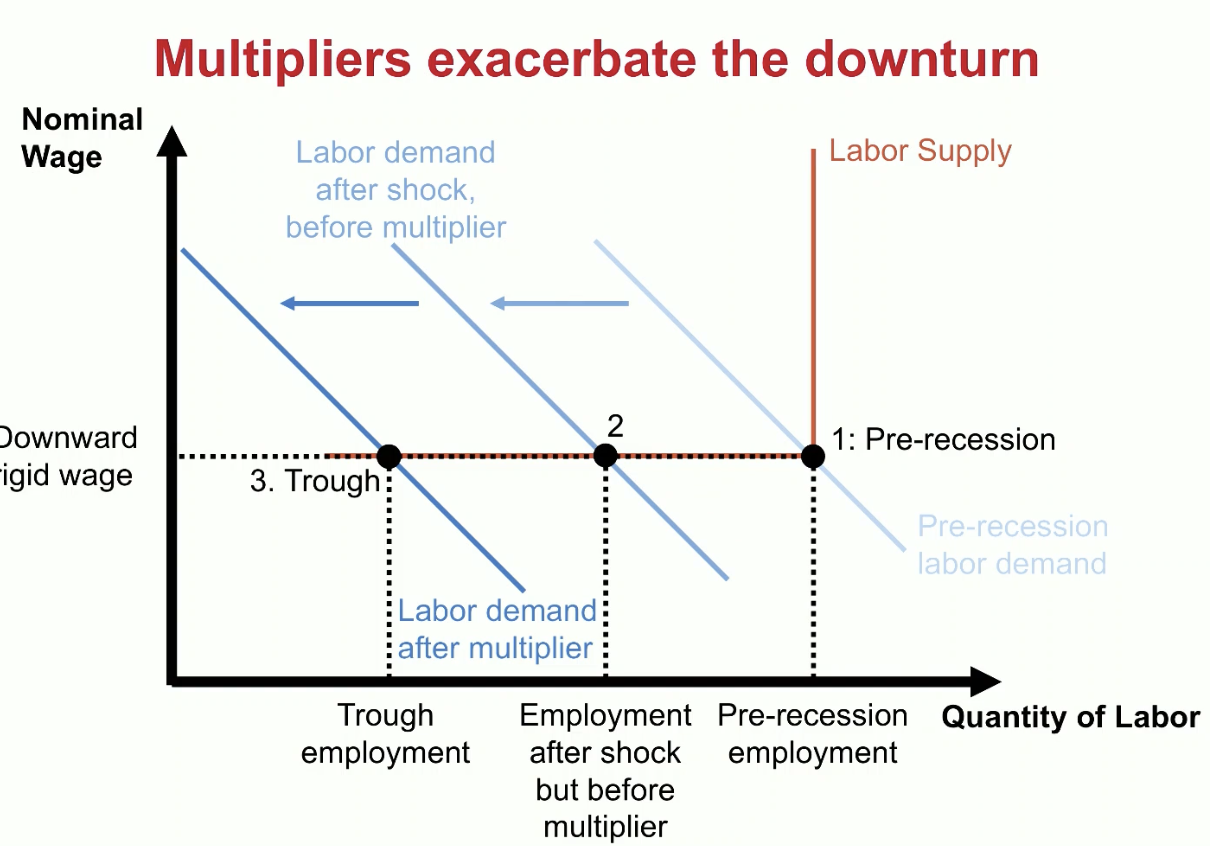 Multipliers exacerbate the downturn
Nominal
Wage
Labor demand
after shock,
before multiplier
Labor Supply
2
1: Pre-recession
Downward
rigid wage
3. Trough
Pre-recession
labor demand
Labor demand
after multiplier
Trough
employment
Employment
after shock
but before
multiplier
Pre-recession
employment
Quantity of Labor